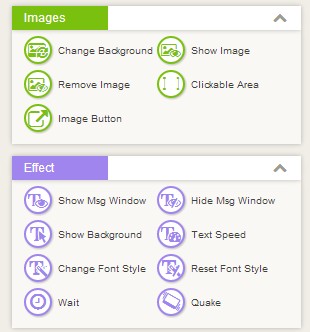 Images
Change Background Show Image
Remove Image Clickable Area
Image Button
Effect
Show Msg Window Hide Msg Window
Show Background Text Speed
Change Font Style Reset Font Style
Wait Quake